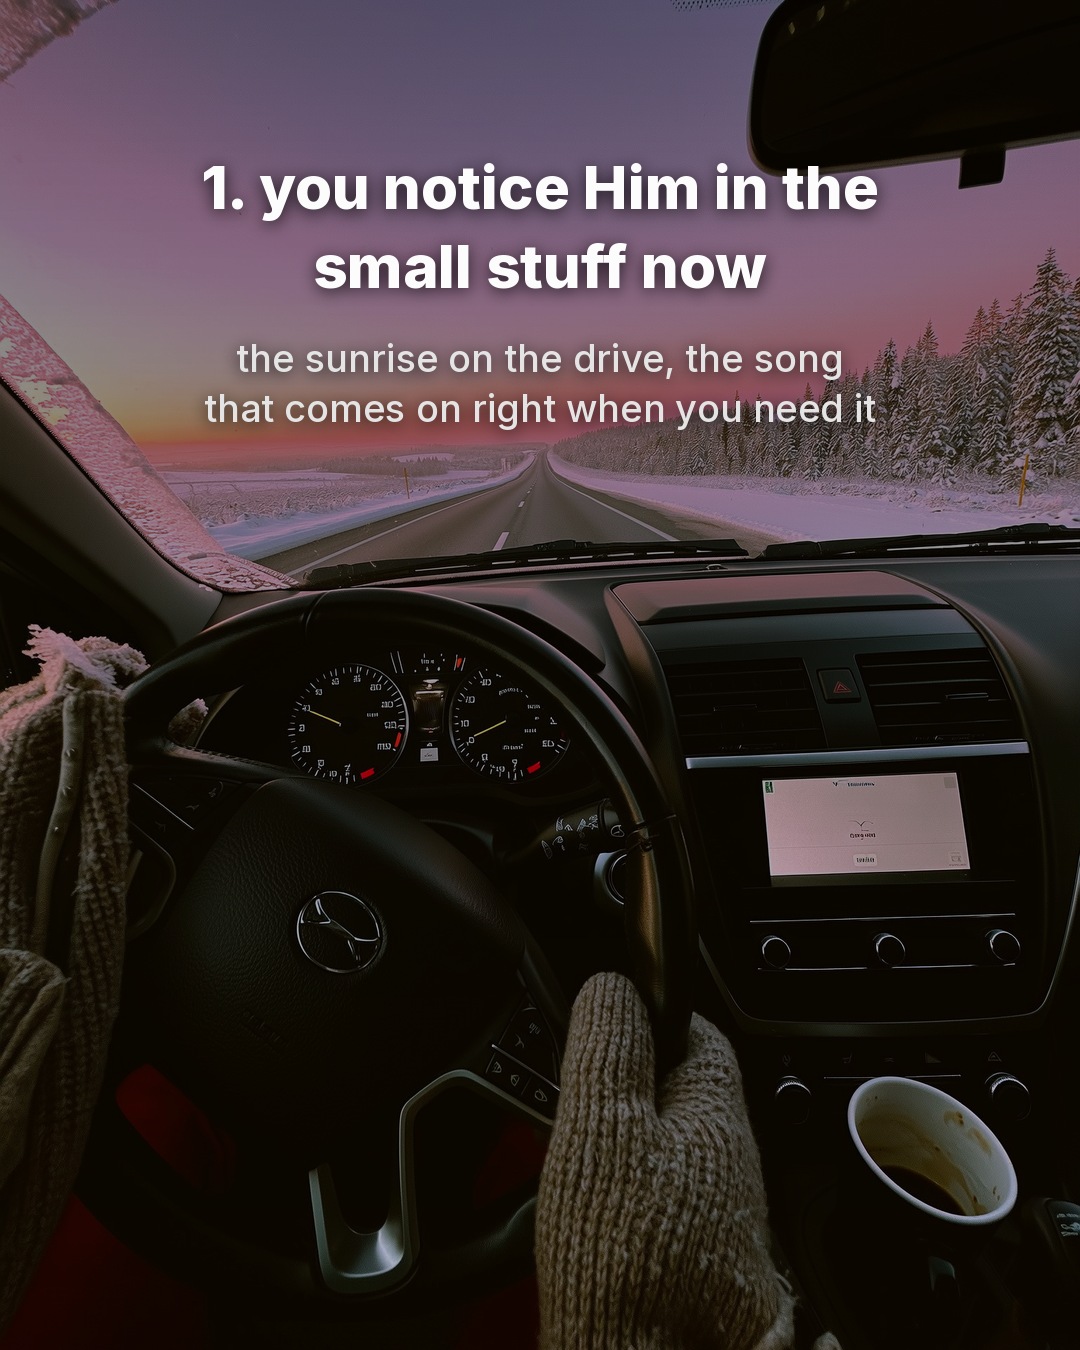 1. you notice Him in the
small stuff now
the sunrise on the drive, the song
that comes on right when you need it